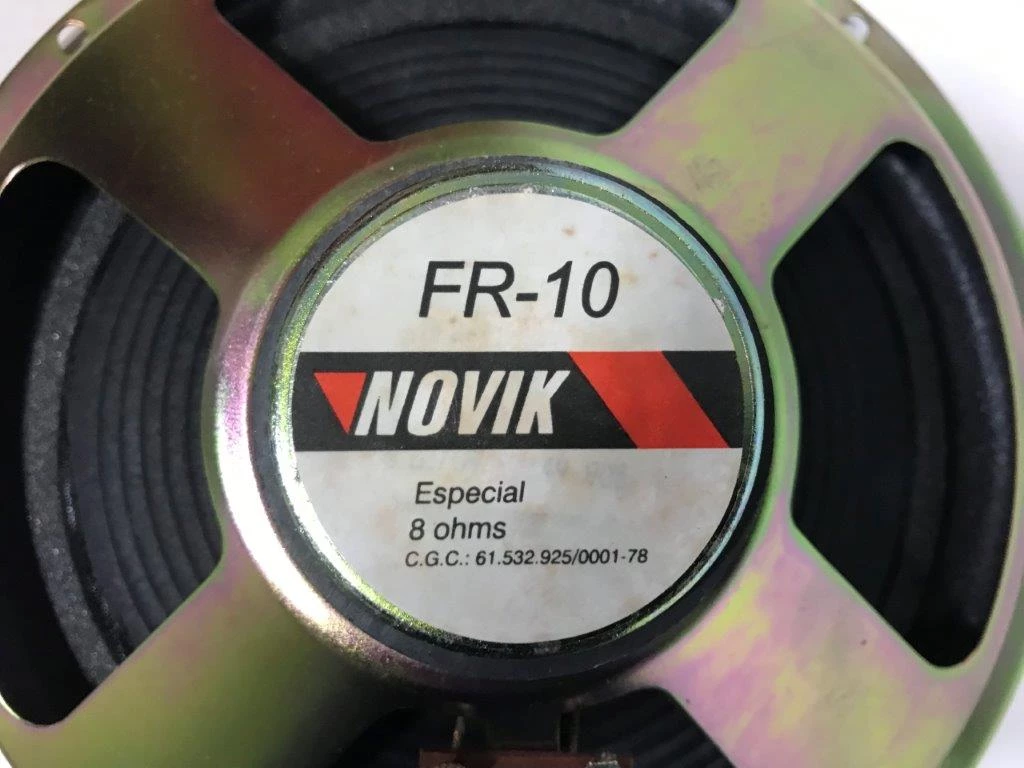 FR-10
NOVIK
Especial
8 ohms
C.G.C.: 61.532.925/0001-78